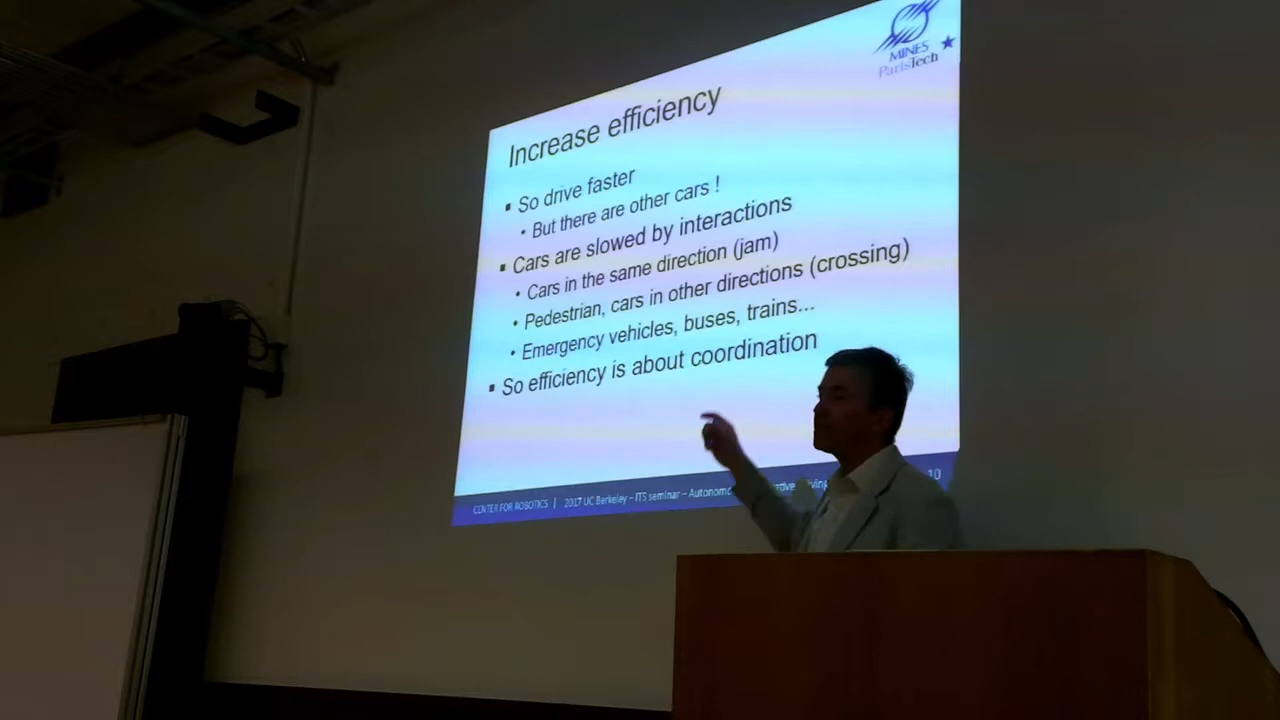 MINES
ParisTech
Increase efficiency
So drive faster
But there are other cars !
Cars are slowed by interactions
Cars in the same direction (jam)
Pedestrian, cars in other directions (crossing)
Emergency vehicles, buses, trains...
So efficiency is about coordination
CENTER FOR ROBOTICS | 2017 UC Berkeley – ITS seminar – 10